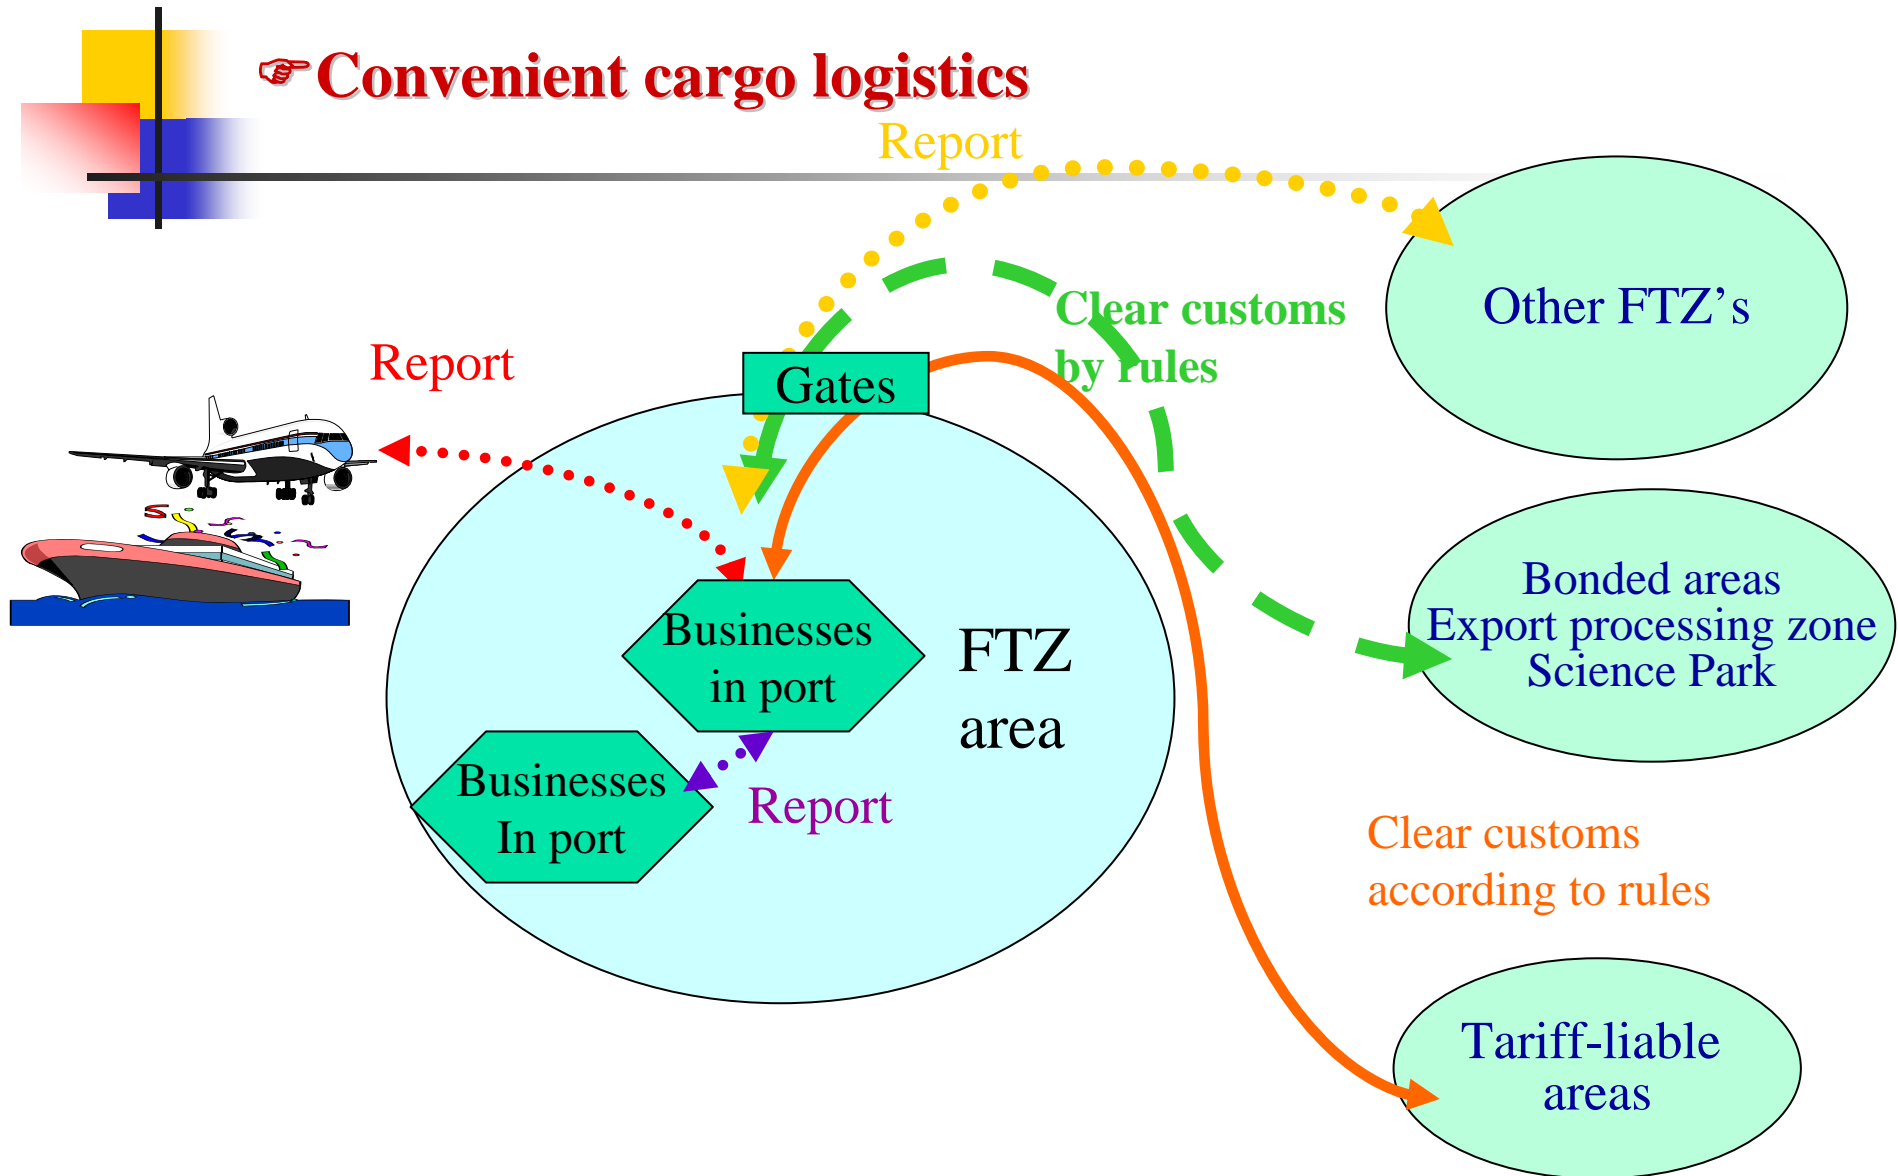 ☞Convenient cargo logistics
Report
Clear customs
by rules
Other FTZ’s
Report
Gates
Bonded areas
Export processing zone
Science Park
Businesses
in port
FTZ
area
Businesses
In port
Report
Clear customs
according to rules
Tariff-liable
areas